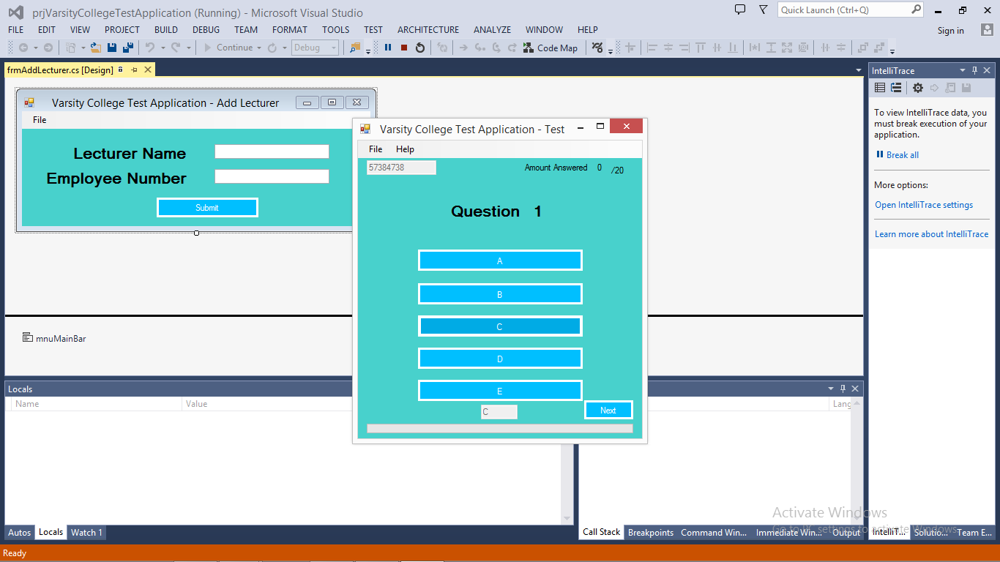 prjVarsityCollegeTestApplication (Running) - Microsoft Visual Studio
Quick Launch (Ctrl+Q)
FILE EDIT VIEW PROJECT BUILD DEBUG TEAM FORMAT TOOLS TEST ARCHITECTURE ANALYZE WINDOW HELP
Sign in
Continue Debug Code Map
frmAddLecturer.cs [Design]
Varsity College Test Application - Add Lecturer
File
Lecturer Name
Employee Number
Submit
mnuMainBar
Varsity College Test Application - Test
File Help
57384738
Amount Answered 0 /20
Question 1
A
B
C
D
E
C
Next
IntelliTrace
To view IntelliTrace data, you
must break execution of your
application.
Break all
More options:
Open IntelliTrace settings
Learn more about IntelliTrace
Locals
Name Value
Lang
Autos Locals Watch 1
Call Stack Breakpoints Command Win... Immediate Win... Output
IntelliT... Solutio... Team E...
Activate Windows
Go to PC settings to activate Windows.
Ready